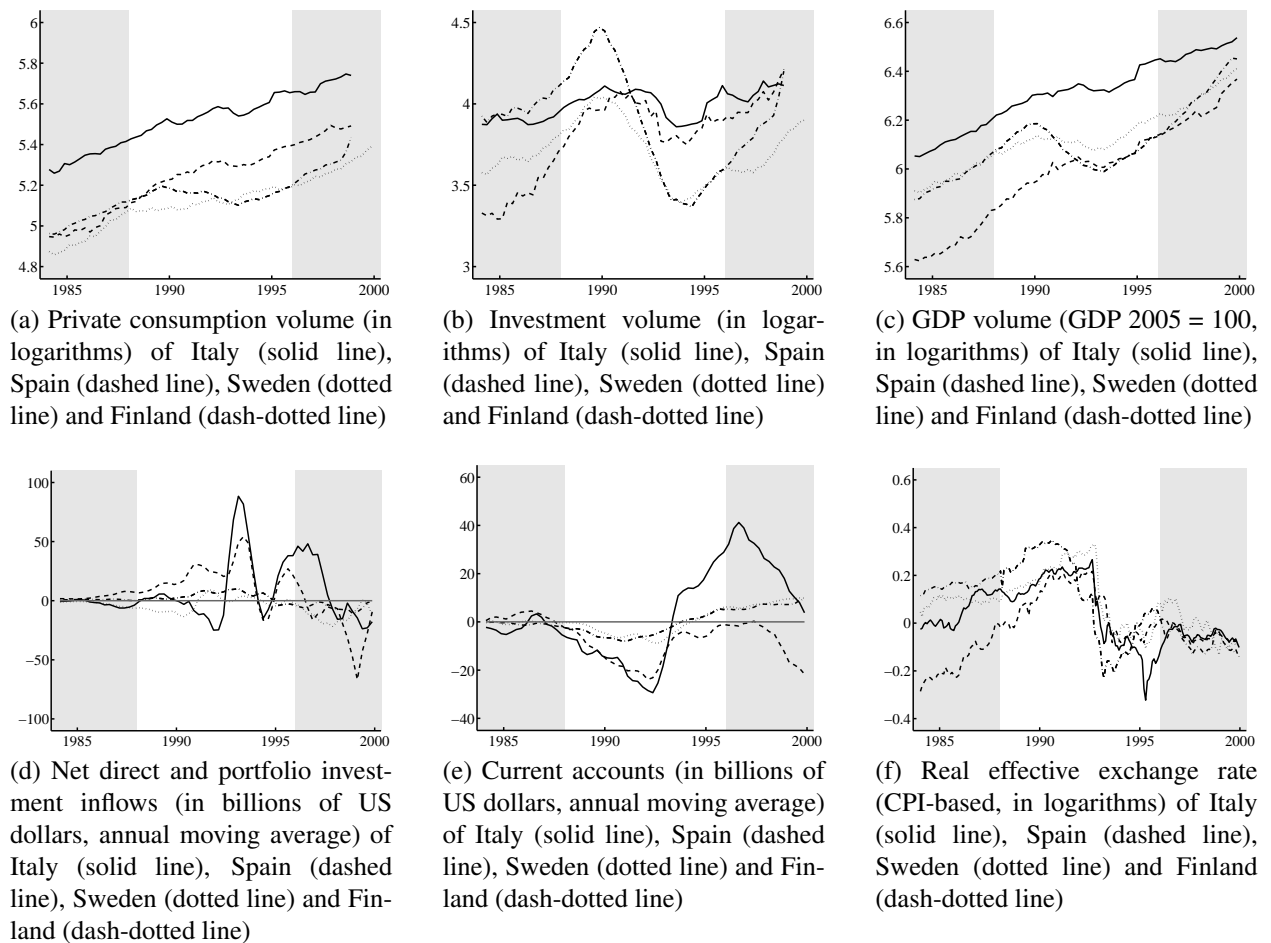 6
5.8
5.6
5.4
5.2
5
4.8
1985 1990 1995 2000
(a) Private consumption volume (in
logarithms) of Italy (solid line),
Spain (dashed line), Sweden (dotted
line) and Finland (dash-dotted line)
4.5
4
3.5
3
1985 1990 1995 2000
(b) Investment volume (in logar-
ithms) of Italy (solid line), Spain
(dashed line), Sweden (dotted line)
and Finland (dash-dotted line)
6.6
6.4
6.2
6
5.8
5.6
1985 1990 1995 2000
(c) GDP volume (GDP 2005 = 100,
in logarithms) of Italy (solid line),
Spain (dashed line), Sweden (dotted
line) and Finland (dash-dotted line)
100
50
0
−50
−100
1985 1990 1995 2000
(d) Net direct and portfolio invest-
ment inflows (in billions of US
dollars, annual moving average) of
Italy (solid line), Spain (dashed
line), Sweden (dotted line) and Fin-
land (dash-dotted line)
60
40
20
0
−20
−40
1985 1990 1995 2000
(e) Current accounts (in billions of
US dollars, annual moving average)
of Italy (solid line), Spain (dashed
line), Sweden (dotted line) and Fin-
land (dash-dotted line)
0.6
0.4
0.2
0
−0.2
−0.4
1985 1990 1995 2000
(f) Real effective exchange rate
(CPI-based, in logarithms) of Italy
(solid line), Spain (dashed line),
Sweden (dotted line) and Finland
(dash-dotted line)